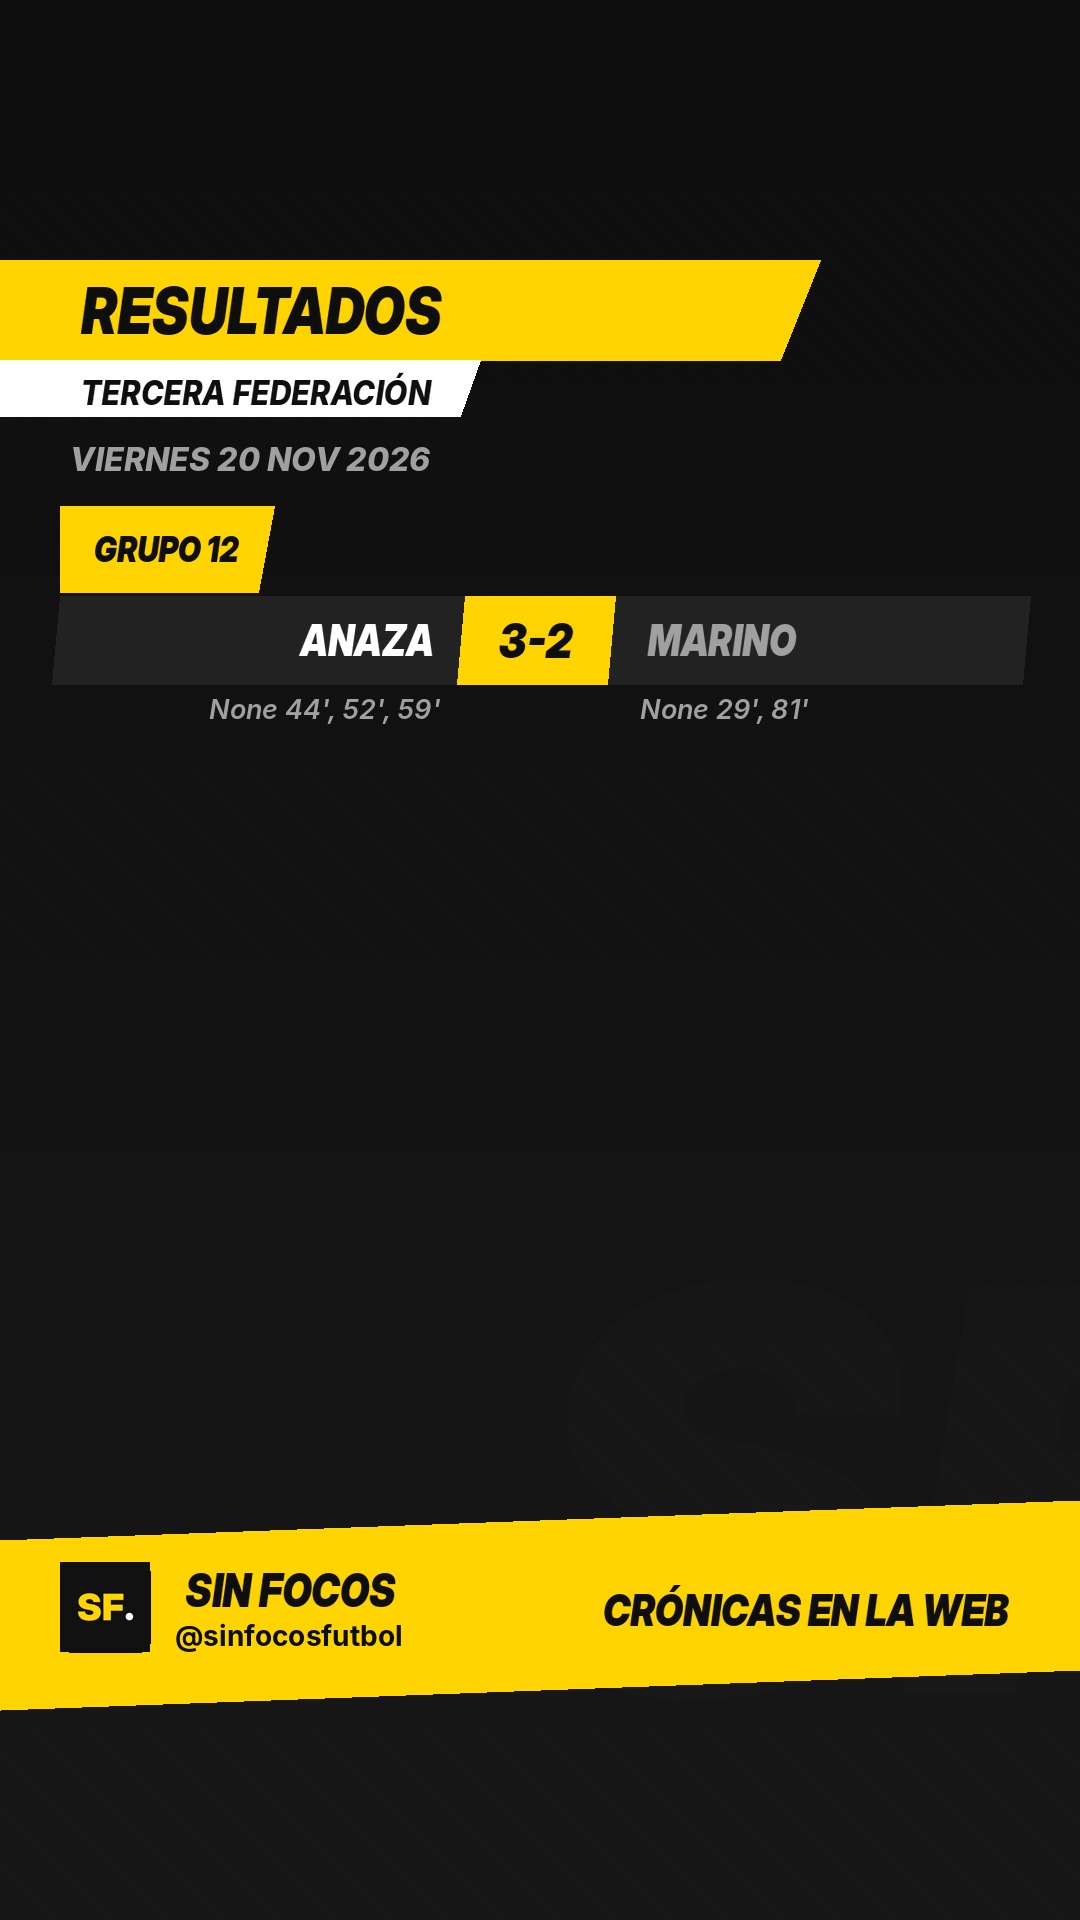 RESULTADOS
TERCERA FEDERACIÓN
VIERNES 20 NOV 2026
GRUPO 12
ANAZA 3-2 MARINO
None 44', 52', 59' None 29', 81'
SF
SF.
SIN FOCOS
@sinfocosfutbol
CRÓNICAS EN LA WEB